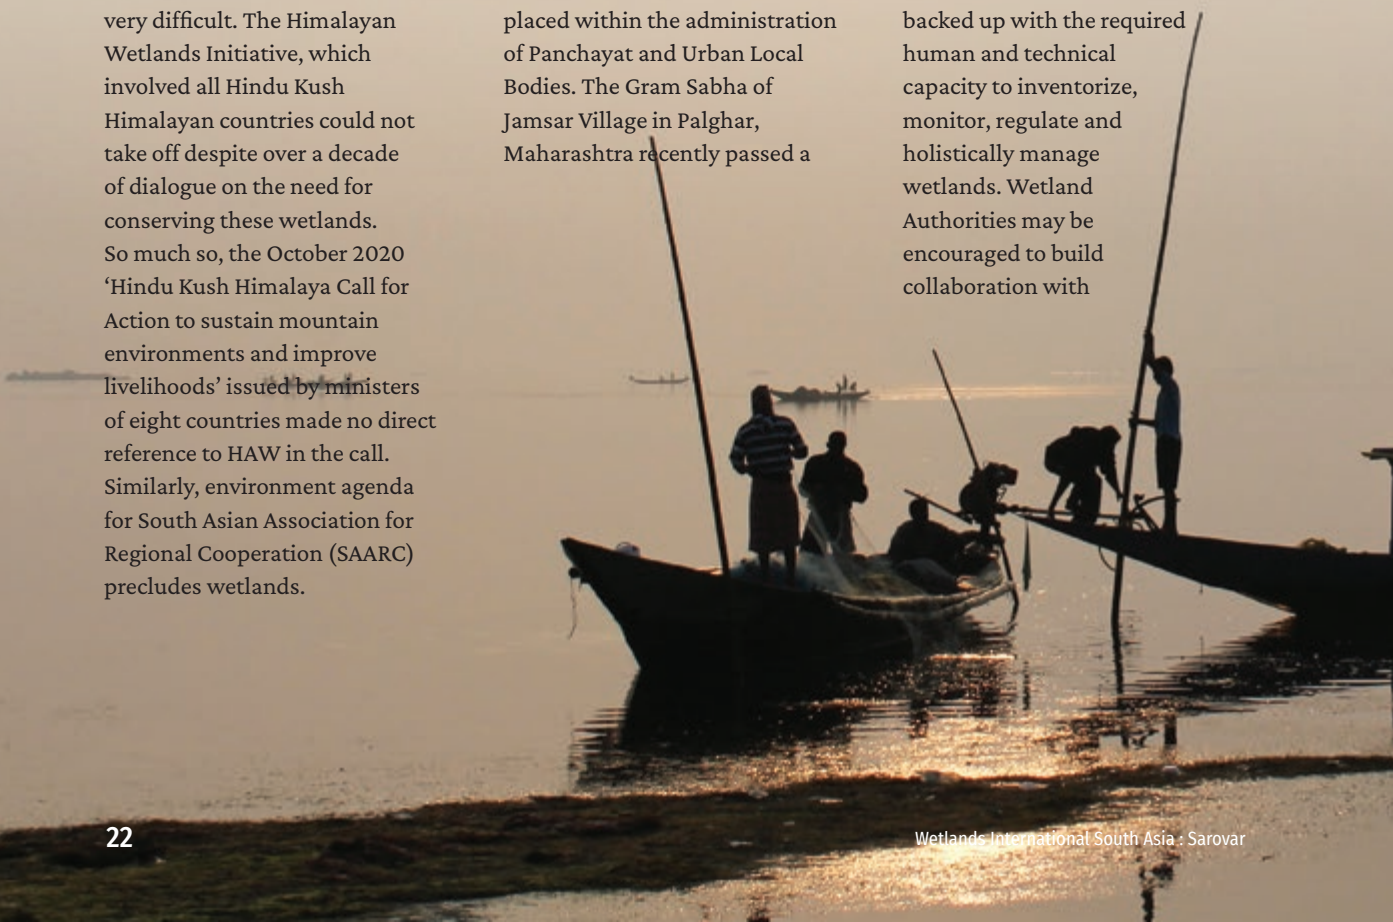 very difficult. The Himalayan
Wetlands Initiative, which
involved all Hindu Kush
Himalayan countries could not
take off despite over a decade
of dialogue on the need for
conserving these wetlands.
So much so, the October 2020
‘Hindu Kush Himalaya Call for
Action to sustain mountain
environments and improve
livelihoods’ issued by ministers
of eight countries made no direct
reference to HAW in the call.
Similarly, environment agenda
for South Asian Association for
Regional Cooperation (SAARC)
precludes wetlands.
placed within the administration
of Panchayat and Urban Local
Bodies. The Gram Sabha of
Jamsar Village in Palghar,
Maharashtra recently passed a
backed up with the required
human and technical
capacity to inventorize,
monitor, regulate and
holistically manage
wetlands. Wetland
Authorities may be
encouraged to build
collaboration with
22
Wetlands International South Asia : Sarovar